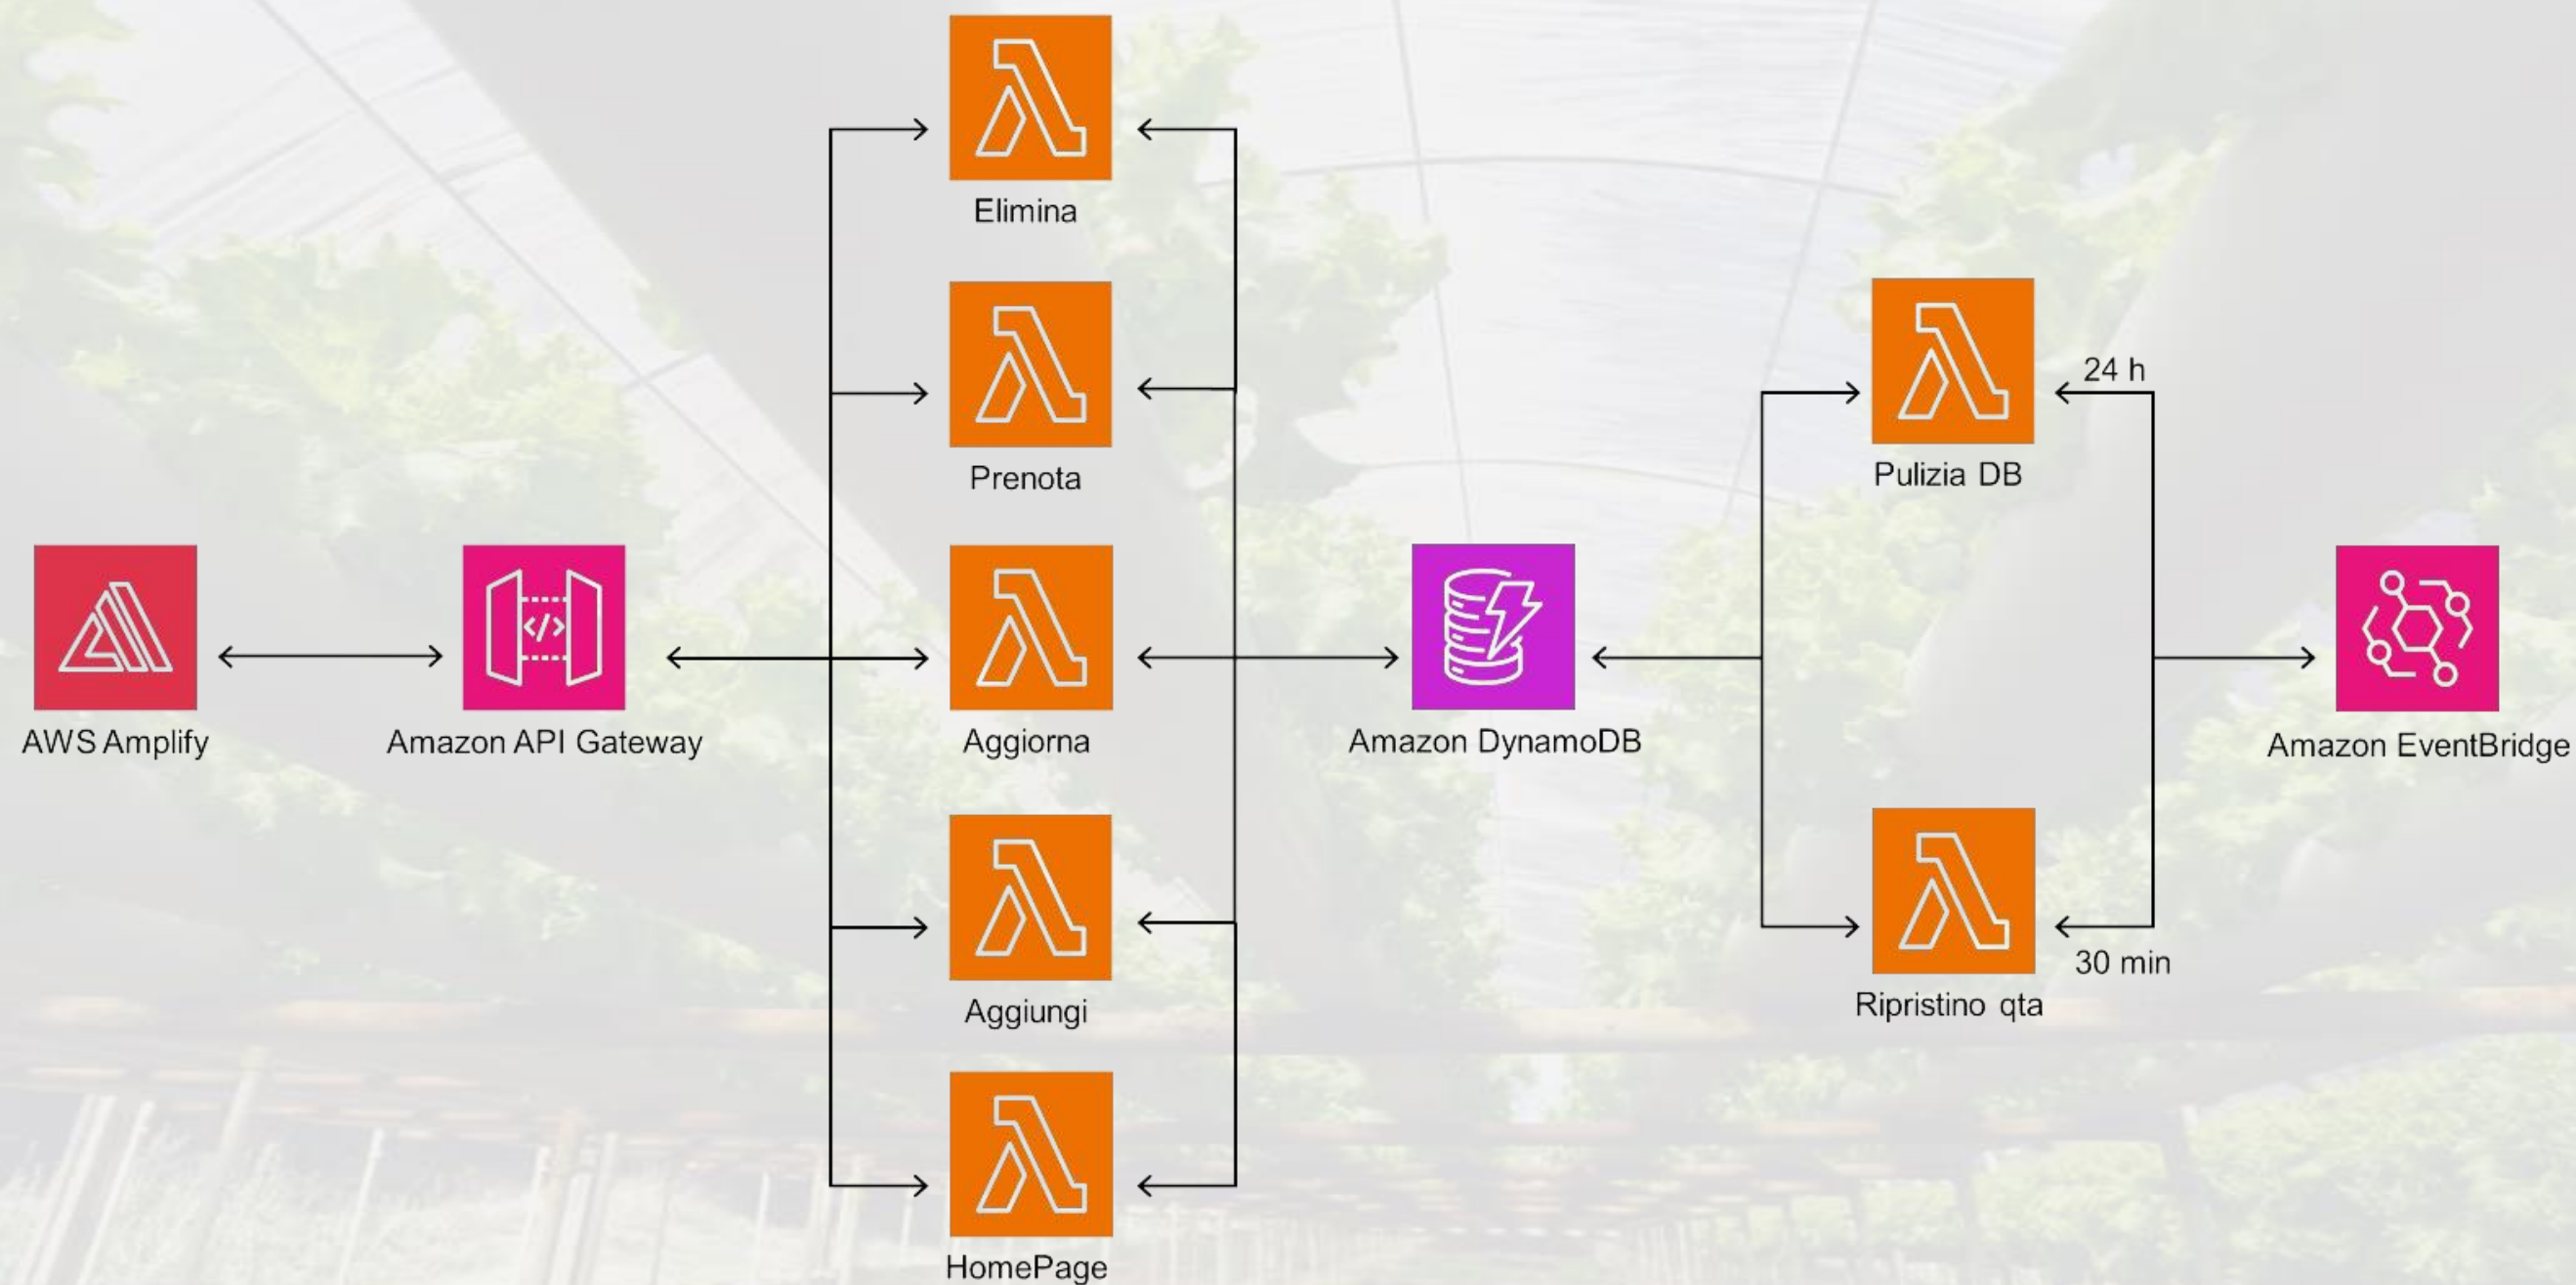 Elimina
Prenota
24 h
Pulizia DB
AWS Amplify
Amazon API Gateway
Aggiorna
Amazon DynamoDB
Amazon EventBridge
Aggiungi
30 min
Ripristino qta
HomePage